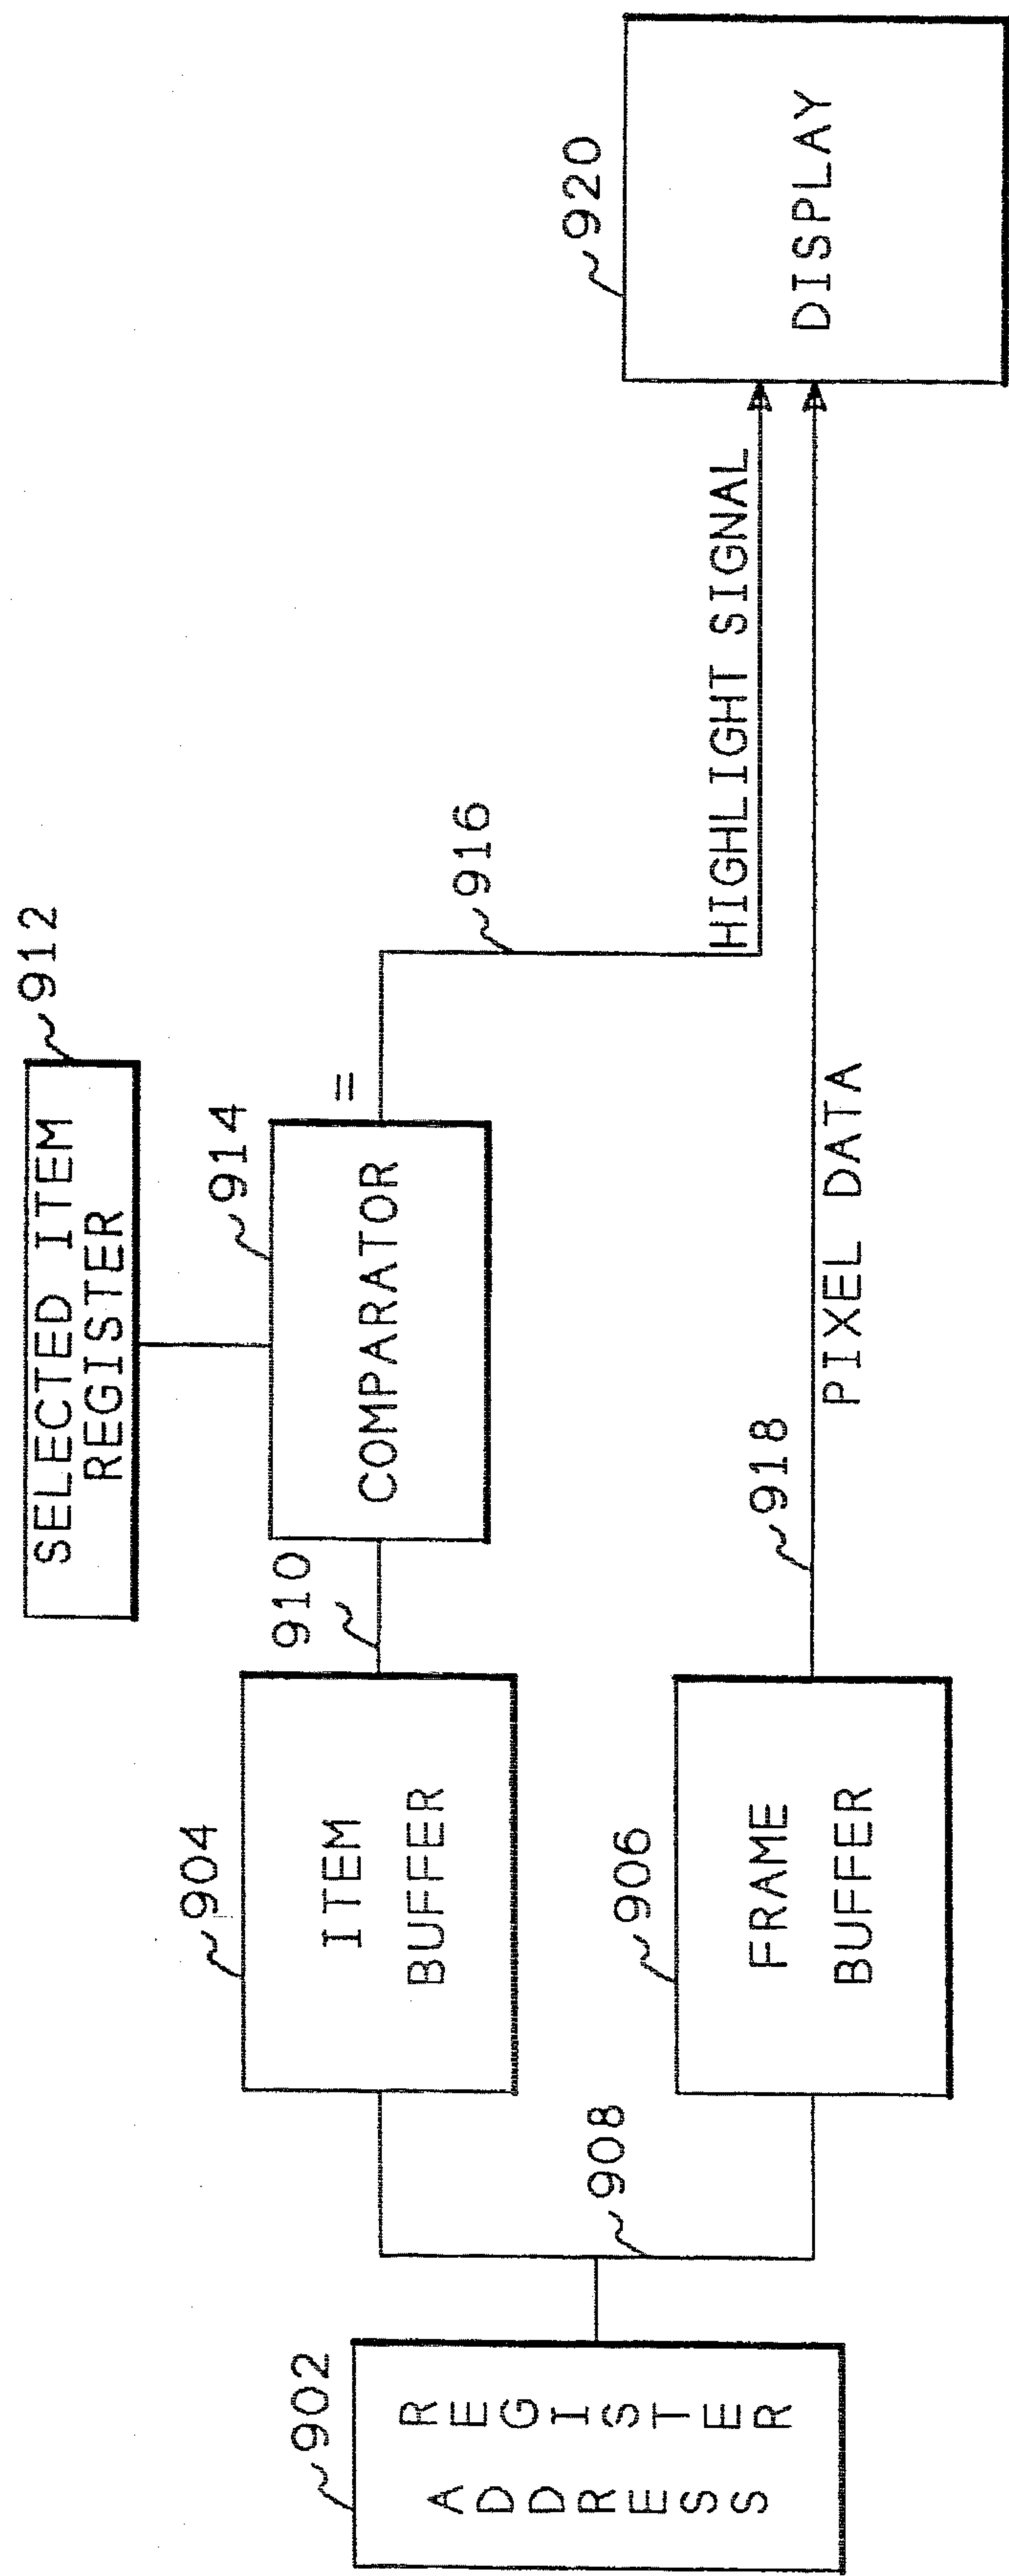 SELECTED ITEM
REGISTER
912
914
COMPARATOR
=
910
904
ITEM
BUFFER
916
902
ADDRESS
REGISTER
908
906
FRAME
BUFFER
918
HIGHLIGHT SIGNAL
PIXEL DATA
920
DISPLAY